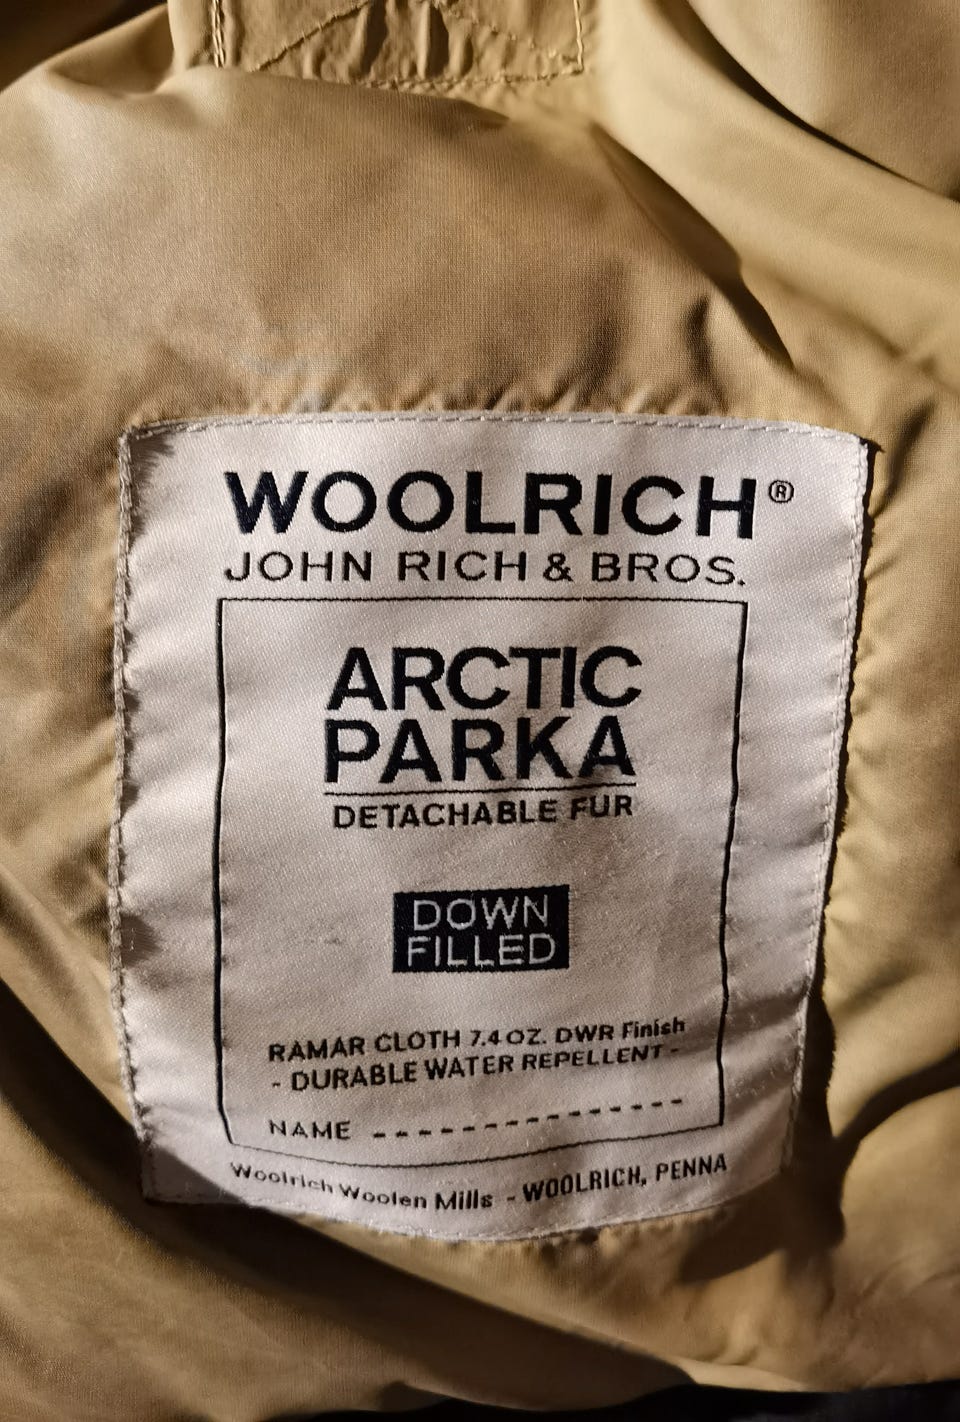 WOOLRICH®
JOHN RICH & BROS.
ARCTIC
PARKA
DETACHABLE FUR
DOWN
FILLED
RAMAR CLOTH 7.4 OZ. DWR Finish
- DURABLE WATER REPELLENT -
NAME ---------------
Woolrich Woolen Mills - WOOLRICH, PENNA